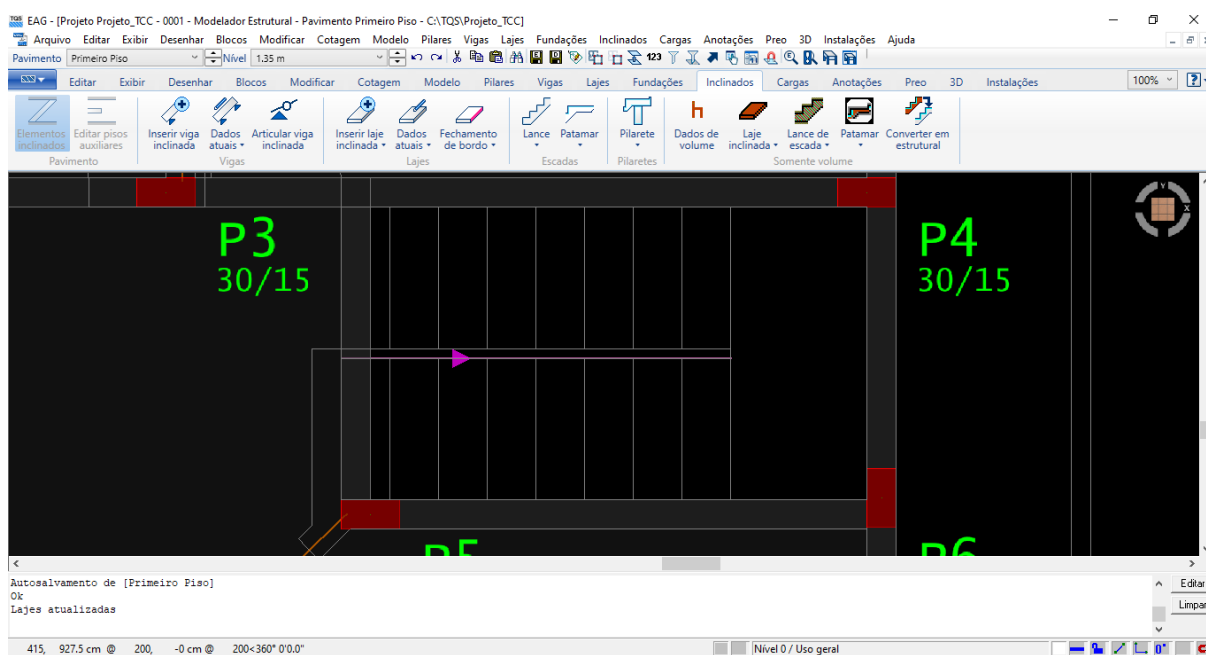 TQS EAG - [Projeto Projeto_TCC - 0001 - Modelador Estrutural - Pavimento Primeiro Piso - C:\TQS\Projeto_TCC]
Arquivo Editar Exibir Desenhar Blocos Modificar Cotagem Modelo Pilares Vigas Lajes Fundações Inclinados Cargas Anotações Preo 3D Instalações Ajuda
Pavimento Primeiro Piso Nível 1.35 m 123
Editar Exibir Desenhar Blocos Modificar Cotagem Modelo Pilares Vigas Lajes Fundações Inclinados Cargas Anotações Preo 3D Instalações 100% ?
Elementos Editar pisos Inserir viga Dados Articular viga Inserir laje Dados Fechamento Lance Patamar Pilarete Dados de Laje Lance de Patamar Converter em
inclinados auxiliares inclinada atuais inclinada inclinada atuais de bordo volume inclinada escada estrutural
Pavimento Vigas Lajes Escadas Pilaretes Somente volume
Y
X
P3 P4
30/15 30/15
P5 P6
Autosalvamento de [Primeiro Piso] Editar
Ok
Lajes atualizadas Limpar
415, 927.5 cm @ 200, -0 cm @ 200<360° 0'0.0" Nível 0 / Uso geral